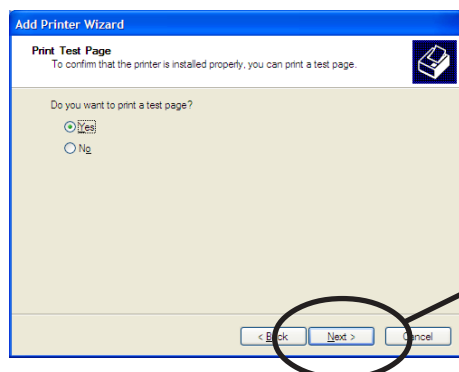 Add Printer Wizard
Print Test Page
To confirm that the printer is installed properly, you can print a test page.
Do you want to print a test page?
Yes
No
< Back Next > Cancel